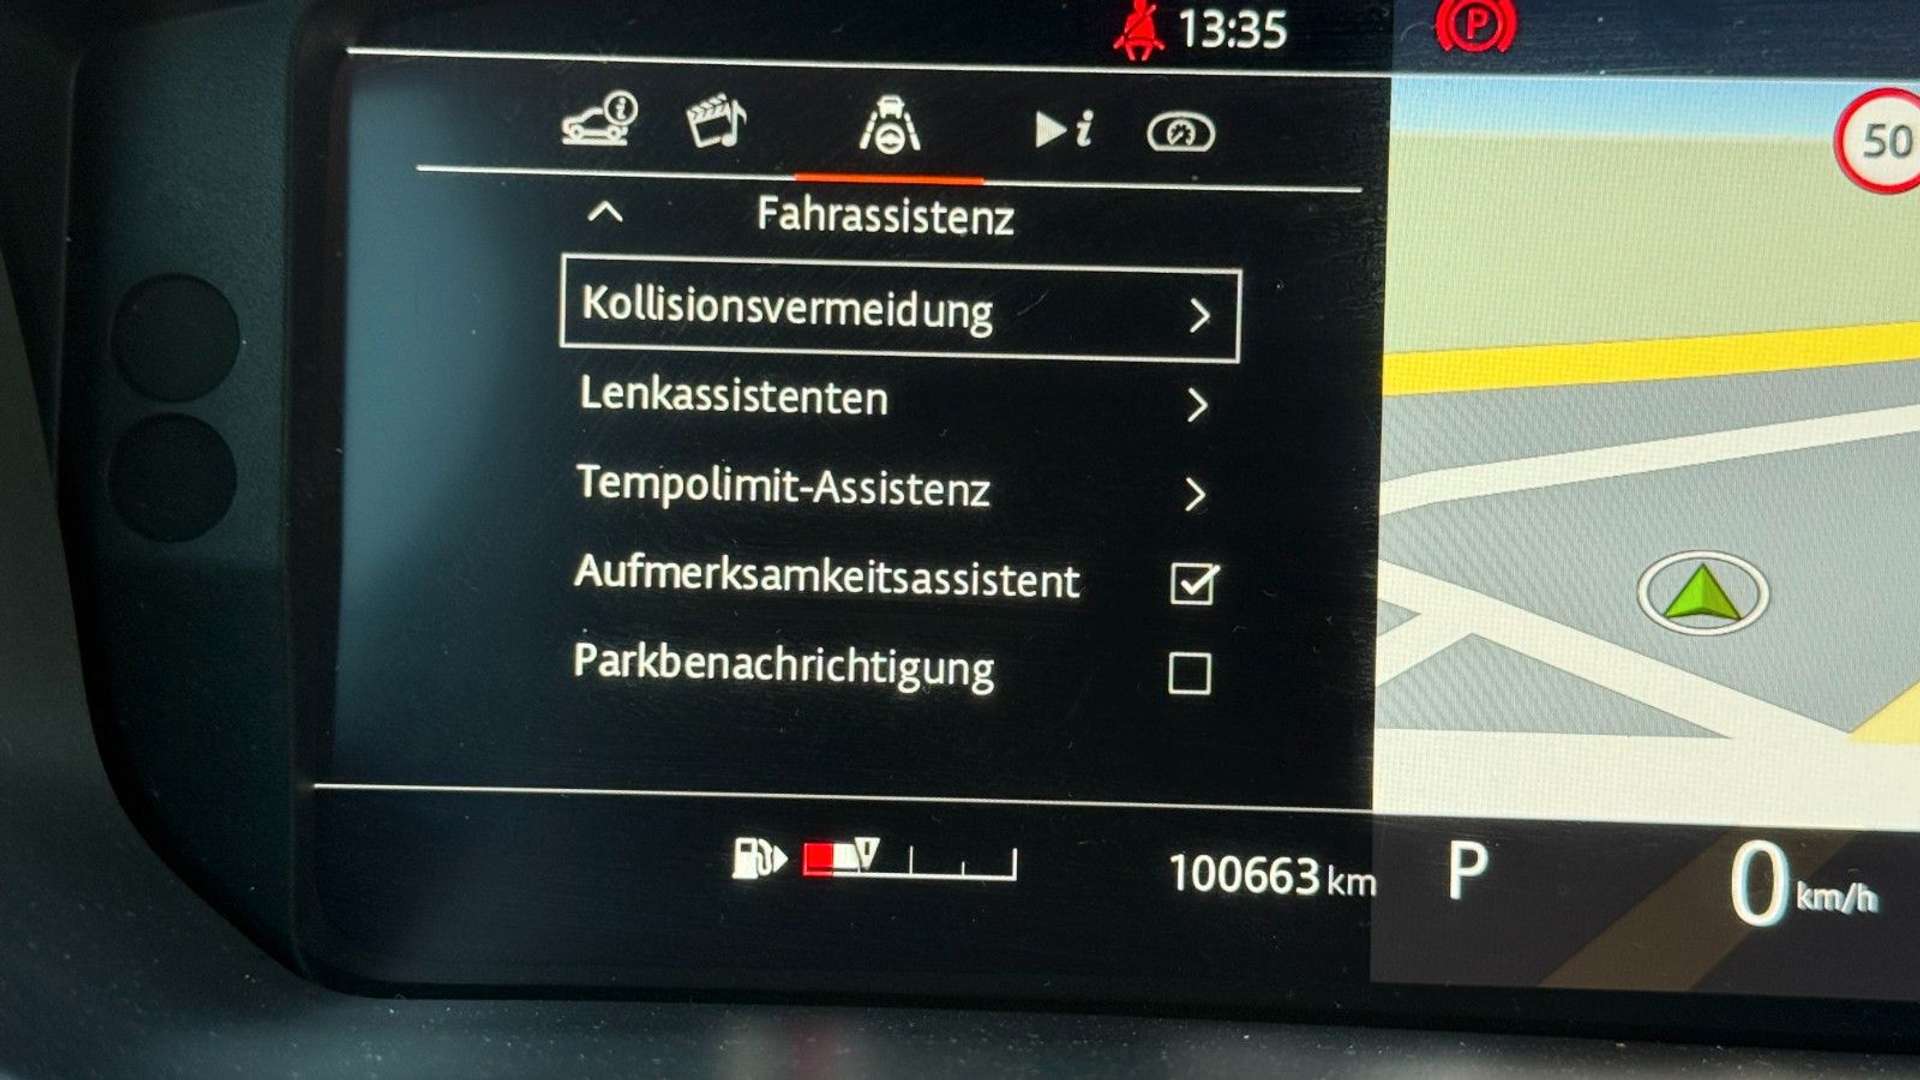 13:35
P
50
Fahrassistenz
Kollisionsvermeidung
Lenkassistenten
Tempolimit-Assistenz
Aufmerksamkeitsassistent
Parkbenachrichtigung
100663 km
P
0 km/h